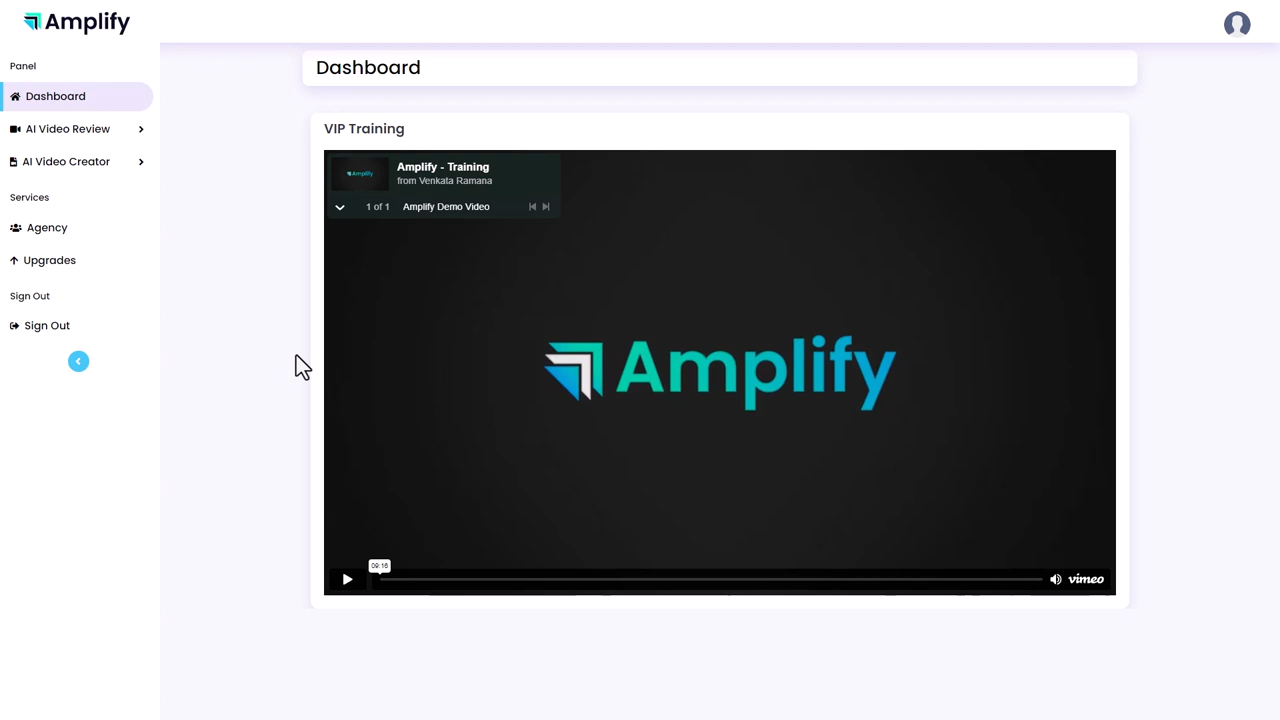 Amplify
Panel
Dashboard
AI Video Review
AI Video Creator
Services
Agency
Upgrades
Sign Out
Sign Out
Dashboard
VIP Training
Amplify
Amplify - Training
from Venkata Ramana
1 of 1 Amplify Demo Video
Amplify
09:16
vimeo